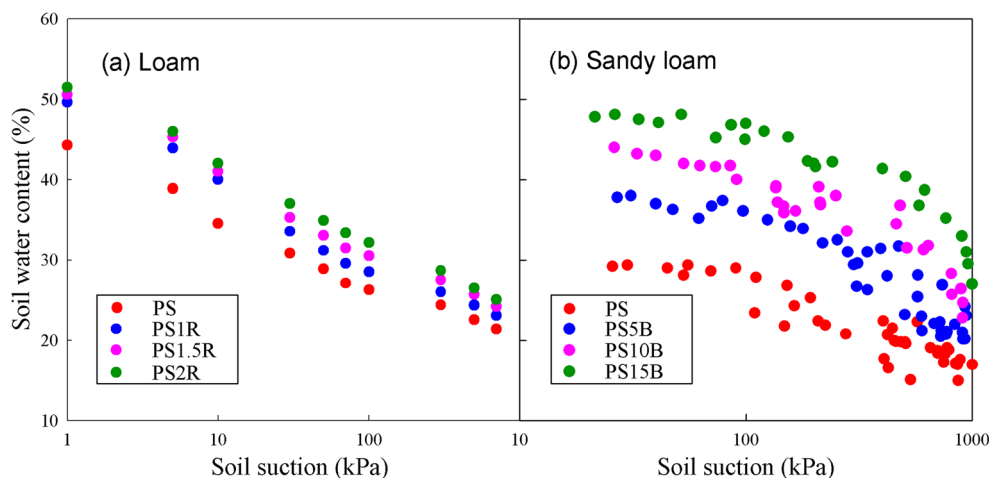 60
50
40
30
20
10
Soil water content (%)
(a) Loam
PS
PS1R
PS1.5R
PS2R
1
10
100
Soil suction (kPa)
(b) Sandy loam
PS
PS5B
PS10B
PS15B
10
100
1000
Soil suction (kPa)